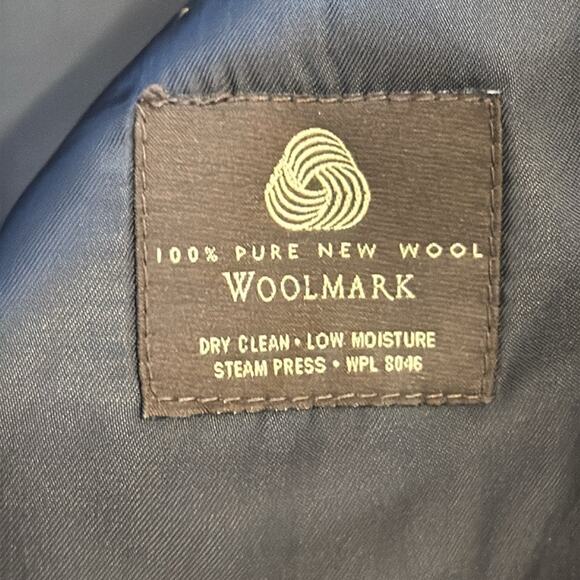 100% PURE NEW WOOL
WOOLMARK
DRY CLEAN • LOW MOISTURE
STEAM PRESS • WPL 8046